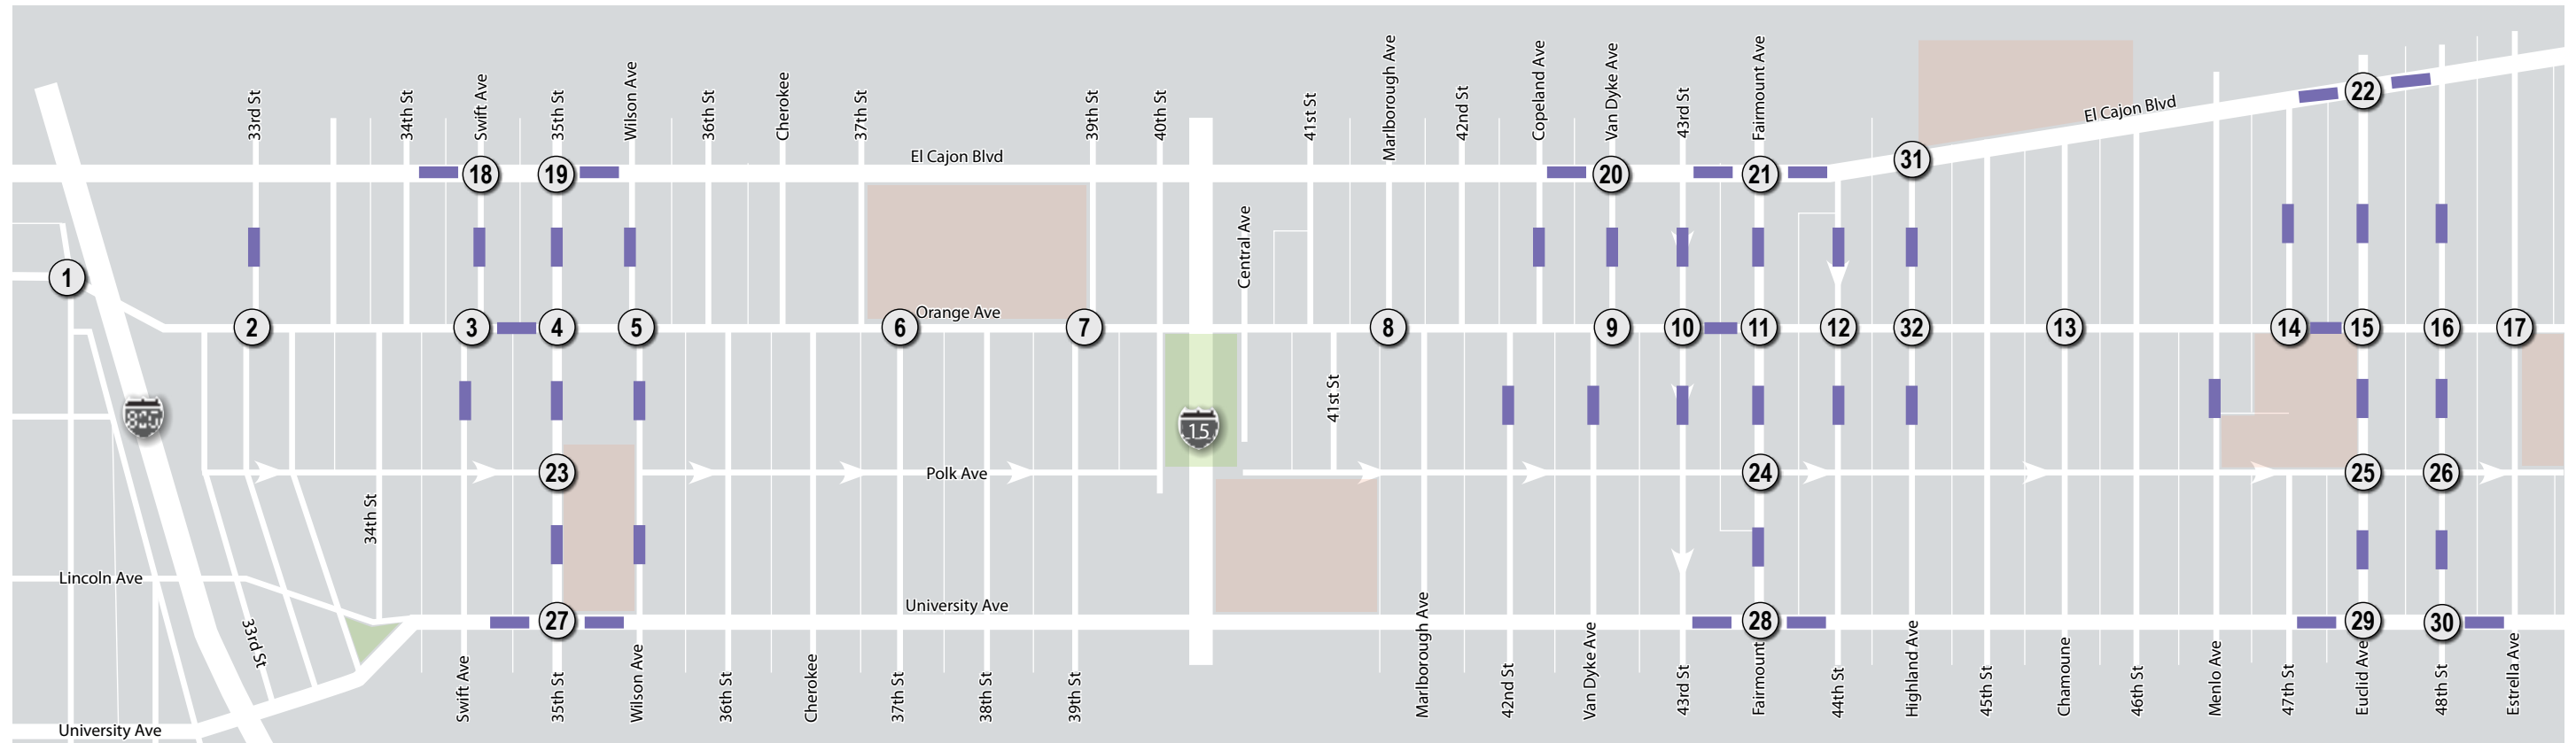 33rd St
34th St
Swift Ave
35th St
Wilson Ave
36th St
Cherokee
37th St
39th St
40th St
41st St
Marlborough Ave
42nd St
Copeland Ave
Van Dyke Ave
43rd St
Fairmount Ave
El Cajon Blvd
El Cajon Blvd
22
18
19
20
21
31
Central Ave
1
Orange Ave
2
3
4
5
6
7
8
9
10
11
12
32
13
14
15
16
17
41st St
15
34th St
23
Polk Ave
24
25
26
Lincoln Ave
University Ave
27
28
29
30
33rd St
Swift Ave
35th St
Wilson Ave
36th St
Cherokee
37th St
38th St
39th St
Marlborough Ave
42nd St
Van Dyke Ave
43rd St
Fairmount
44th St
Highland Ave
45th St
Chamoune
46th St
Menlo Ave
47th St
Euclid Ave
48th St
Estrella Ave
University Ave